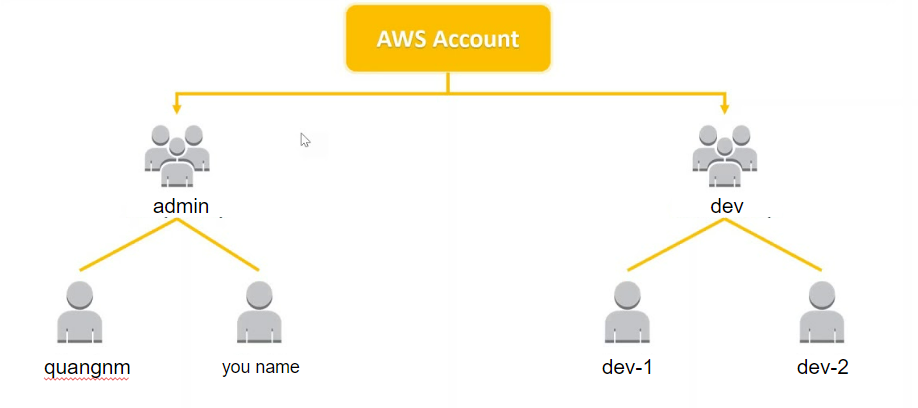 AWS Account
admin
dev
quangnm
you name
dev-1
dev-2